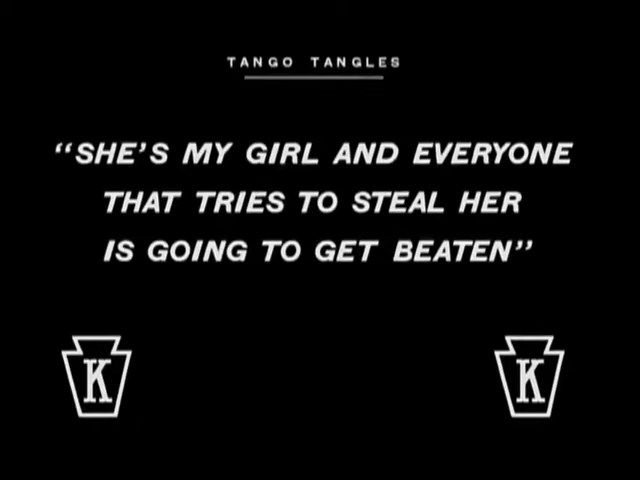 TANGO TANGLES
"SHE'S MY GIRL AND EVERYONE
THAT TRIES TO STEAL HER
IS GOING TO GET BEATEN"
K K